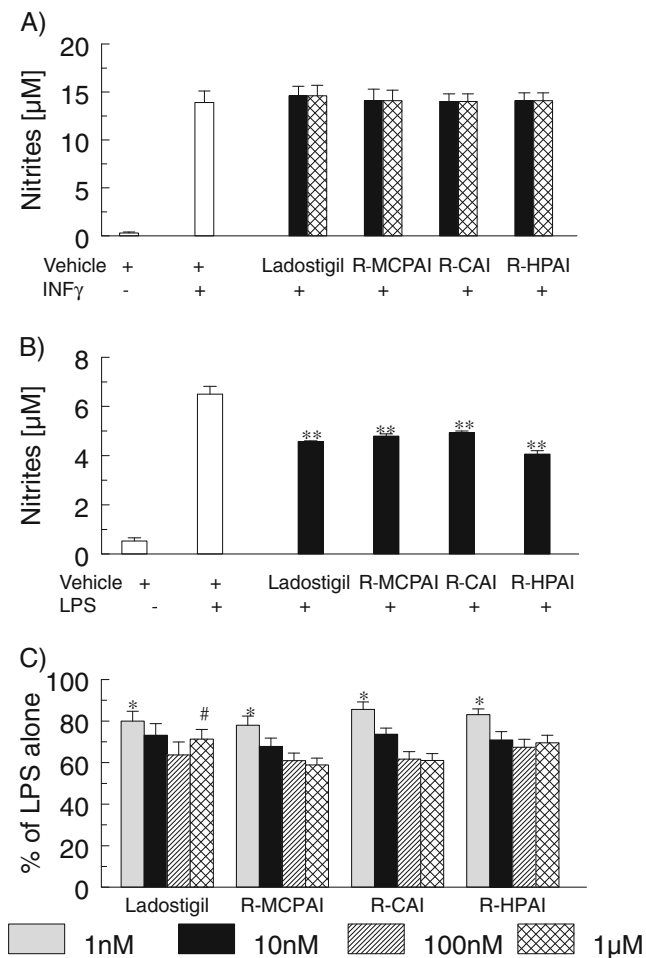 A)
20
15
10
5
0
Nitrites [µM]
Vehicle + + Ladostigil R-MCPAI R-CAI R-HPAI
INFγ - + + + + +
B)
8
6
4
2
0
Nitrites [µM]
** ** ** **
Vehicle + + Ladostigil R-MCPAI R-CAI R-HPAI
LPS - + + + + +
C)
100
80
60
40
20
0
% of LPS alone
* # * * *
Ladostigil R-MCPAI R-CAI R-HPAI
1nM 10nM 100nM 1µM